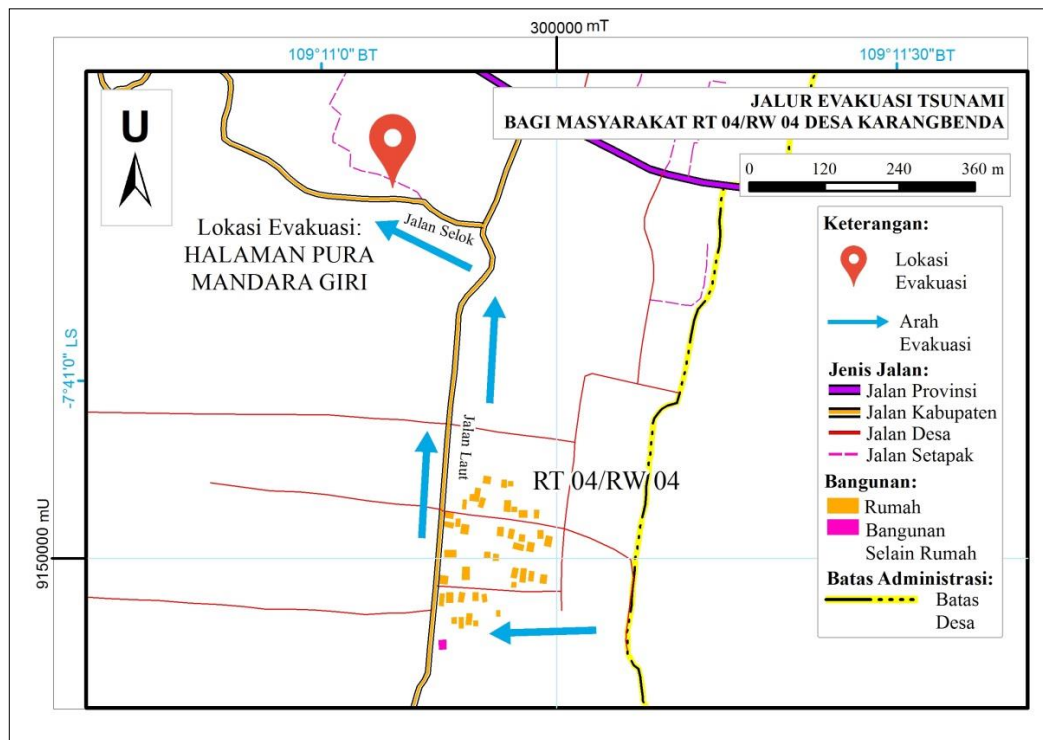 300000 mT
109°11'0" BT
109°11'30" BT
U
JALUR EVAKUASI TSUNAMI
BAGI MASYARAKAT RT 04/RW 04 DESA KARANGBENDA
0 120 240 360 m
Lokasi Evakuasi:
HALAMAN PURA
MANDARA GIRI
Jalan Selok
Jalan Laut
RT 04/RW 04
-7°41'0" LS
9150000 mU
Keterangan:
Lokasi
Evakuasi
Arah
Evakuasi
Jenis Jalan:
Jalan Provinsi
Jalan Kabupaten
Jalan Desa
Jalan Setapak
Bangunan:
Rumah
Bangunan
Selain Rumah
Batas Administrasi:
Batas
Desa